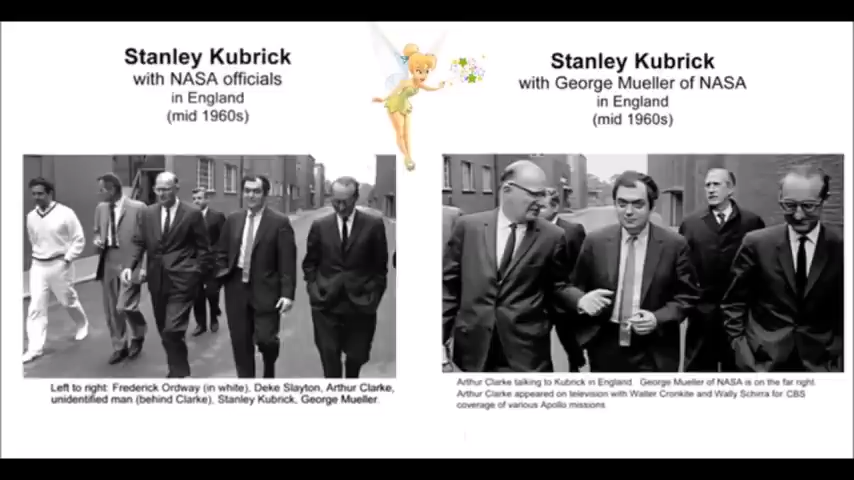 Stanley Kubrick
with NASA officials
in England
(mid 1960s)
Left to right: Frederick Ordway (in white), Deke Slayton, Arthur Clarke,
unidentified man (behind Clarke), Stanley Kubrick, George Mueller.
Stanley Kubrick
with George Mueller of NASA
in England
(mid 1960s)
Arthur Clarke talking to Kubrick in England. George Mueller of NASA is on the far right.
Arthur Clarke appeared on television with Walter Cronkite and Wally Schirra for CBS
coverage of various Apollo missions